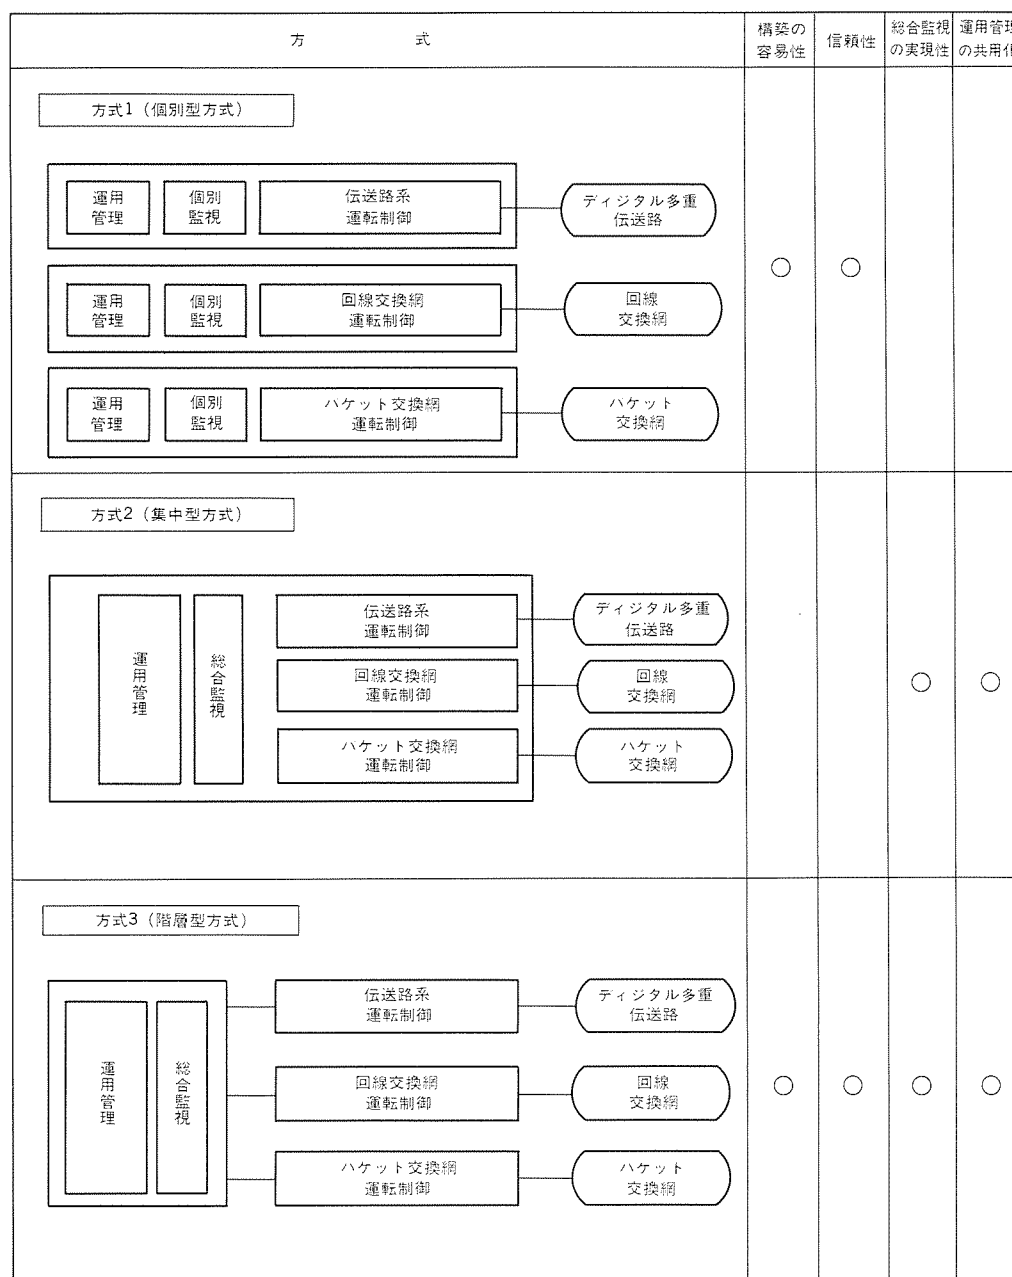 方 式
構築の
容易性
信頼性
総合監視
の実現性
運用管理
の共用化
方式1（個別型方式）
運用
管理
個別
監視
伝送路系
運転制御
ディジタル多重
伝送路
運用
管理
個別
監視
回線交換網
運転制御
回線
交換網
○ ○
運用
管理
個別
監視
パケット交換網
運転制御
パケット
交換網
方式2（集中型方式）
運用管理
総合監視
伝送路系
運転制御
ディジタル多重
伝送路
回線交換網
運転制御
回線
交換網
○ ○
パケット交換網
運転制御
パケット
交換網
方式3（階層型方式）
運用管理
総合監視
伝送路系
運転制御
ディジタル多重
伝送路
回線交換網
運転制御
回線
交換網
○ ○ ○ ○
パケット交換網
運転制御
パケット
交換網